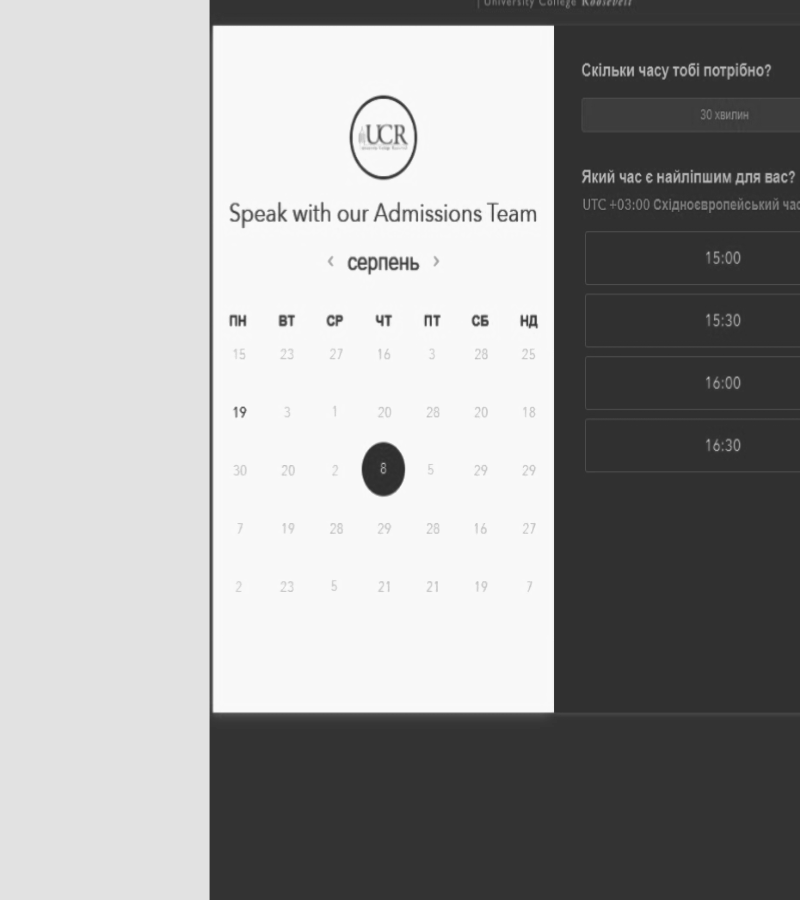 | University College Roosevelt
UCR
Speak with our Admissions Team
‹ серпень ›
ПН ВТ СР ЧТ ПТ СБ НД
15 23 27 16 3 28 25
19 3 1 20 28 20 18
30 20 2 8 5 29 29
7 19 28 29 28 16 27
2 23 5 21 21 19 7
Скільки часу тобі потрібно?
30 хвилин
Який час є найліпшим для вас?
UTC +03:00 Східноєвропейський час
15:00
15:30
16:00
16:30